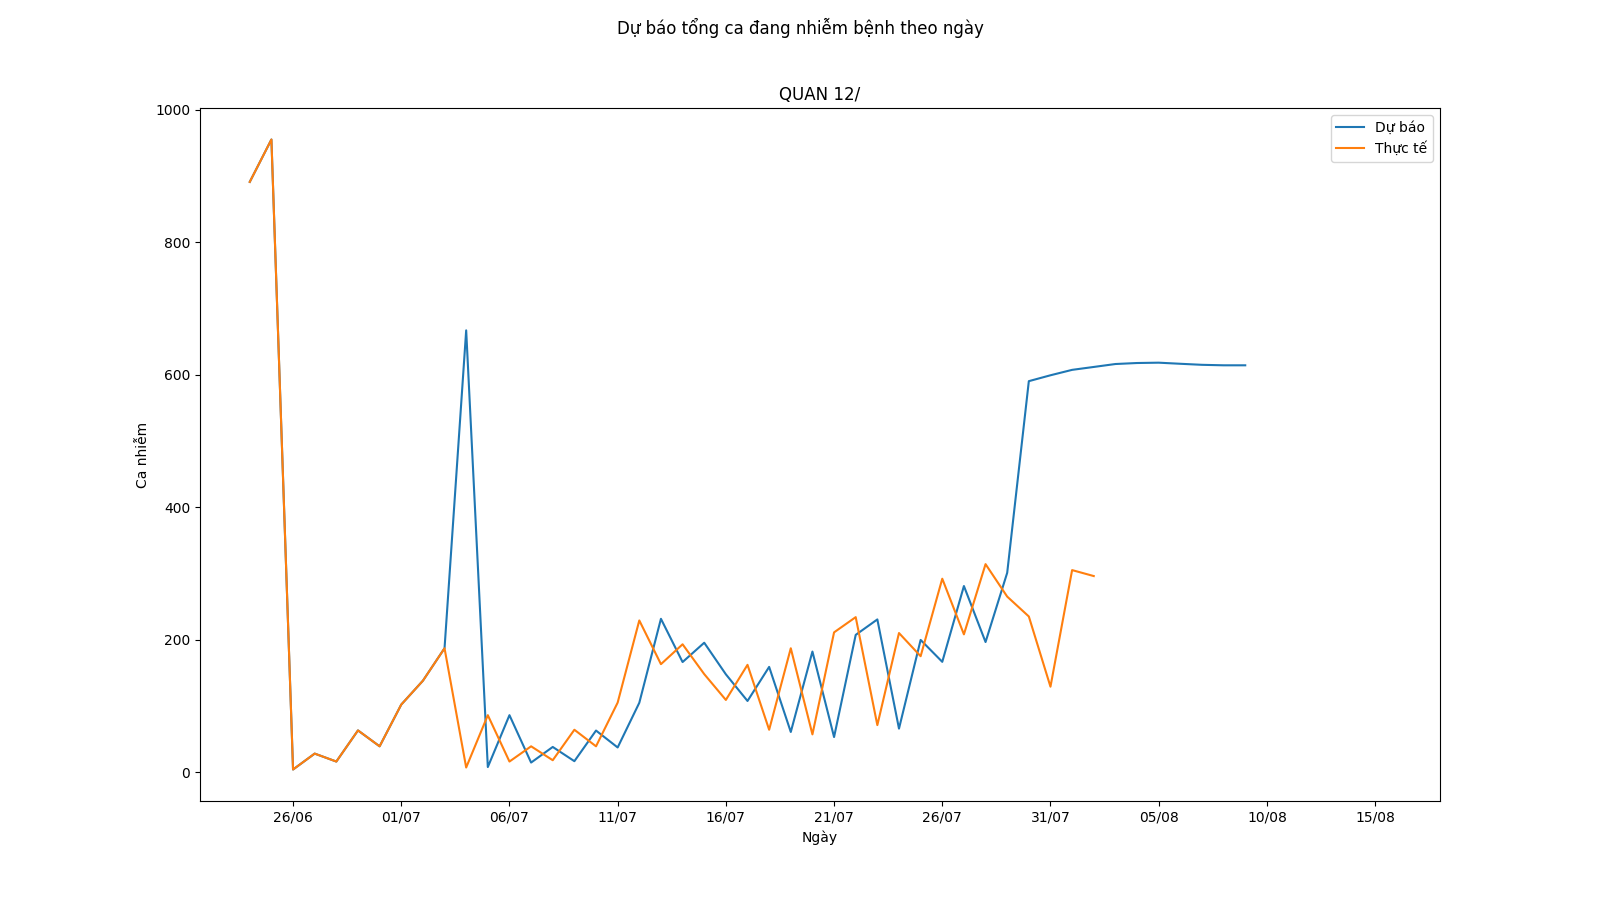 Dự báo tổng ca đang nhiễm bệnh theo ngày
QUAN 12/
1000
800
600
400
200
0
Ca nhiễm
Dự báo
Thực tế
26/06 01/07 06/07 11/07 16/07 21/07 26/07 31/07 05/08 10/08 15/08
Ngày